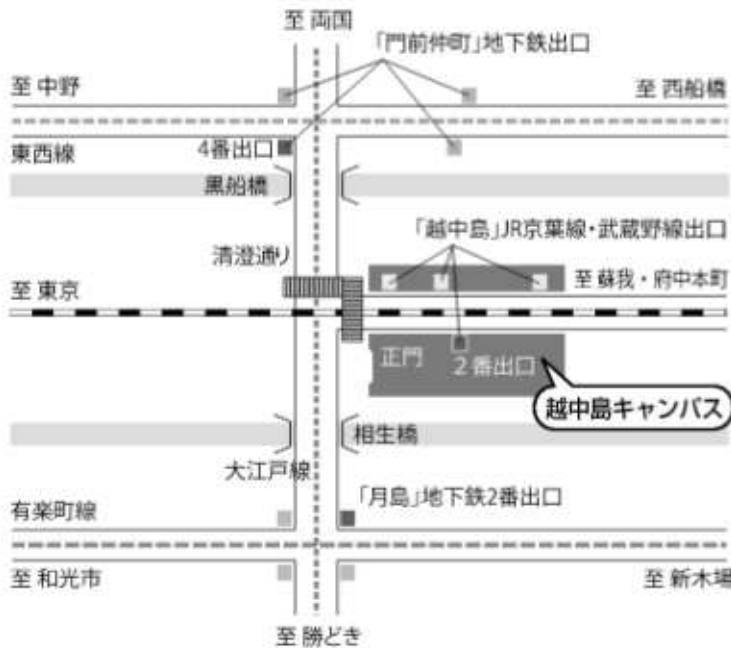 至 両国
「門前仲町」地下鉄出口
至 中野
至 西船橋
東西線
4番出口
黒船橋
「越中島」JR京葉線・武蔵野線出口
清澄通り
至 東京
至 蘇我・府中本町
正門
2番出口
越中島キャンパス
相生橋
大江戸線
有楽町線
「月島」地下鉄2番出口
至 和光市
至 新木場
至 勝どき